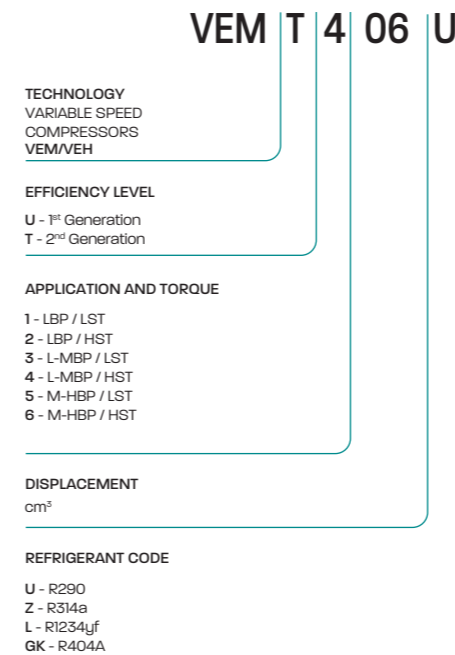 VEM T 4 06 U
TECHNOLOGY
VARIABLE SPEED
COMPRESSORS
VEM/VEH
EFFICIENCY LEVEL
U - 1st Generation
T - 2nd Generation
APPLICATION AND TORQUE
1 - LBP / LST
2 - LBP / HST
3 - L-MBP / LST
4 - L-MBP / HST
5 - M-HBP / LST
6 - M-HBP / HST
DISPLACEMENT
cm³
REFRIGERANT CODE
U - R290
Z - R314a
L - R1234yf
GK - R404A